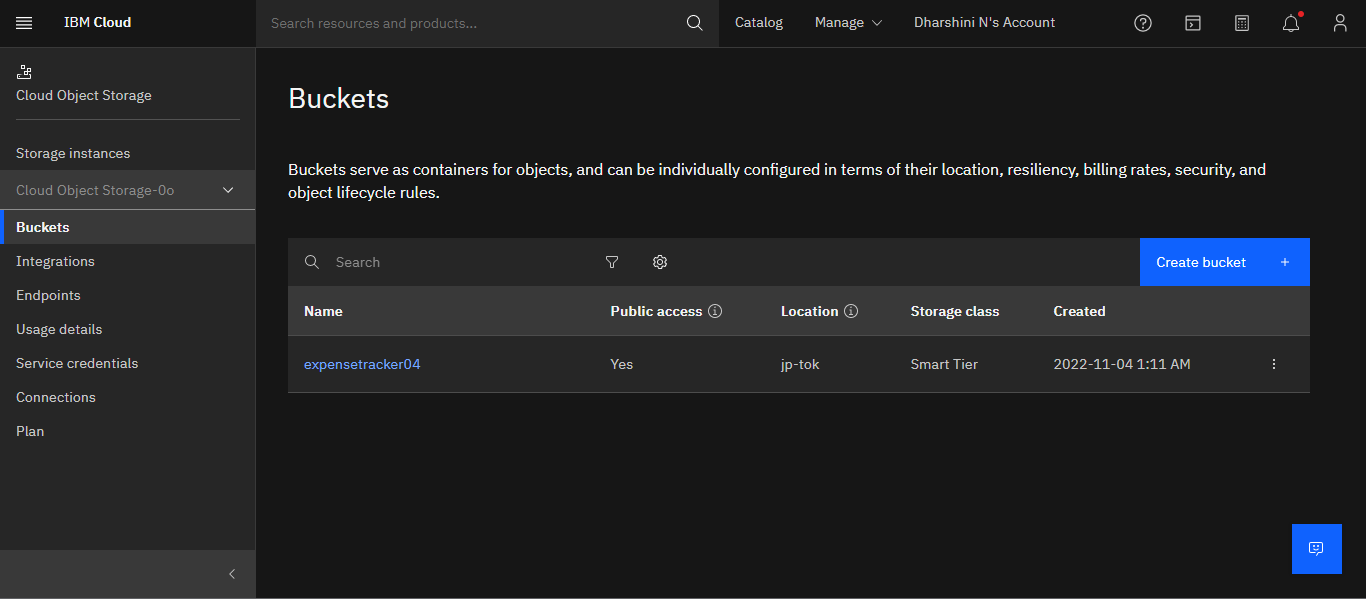 IBM Cloud
Search resources and products...
Catalog
Manage
Dharshini N's Account
Cloud Object Storage
Storage instances
Cloud Object Storage-0o
Buckets
Integrations
Endpoints
Usage details
Service credentials
Connections
Plan
Buckets
Buckets serve as containers for objects, and can be individually configured in terms of their location, resiliency, billing rates, security, and
object lifecycle rules.
Search
Create bucket +
Name Public access Location Storage class Created
expensetracker04 Yes jp-tok Smart Tier 2022-11-04 1:11 AM